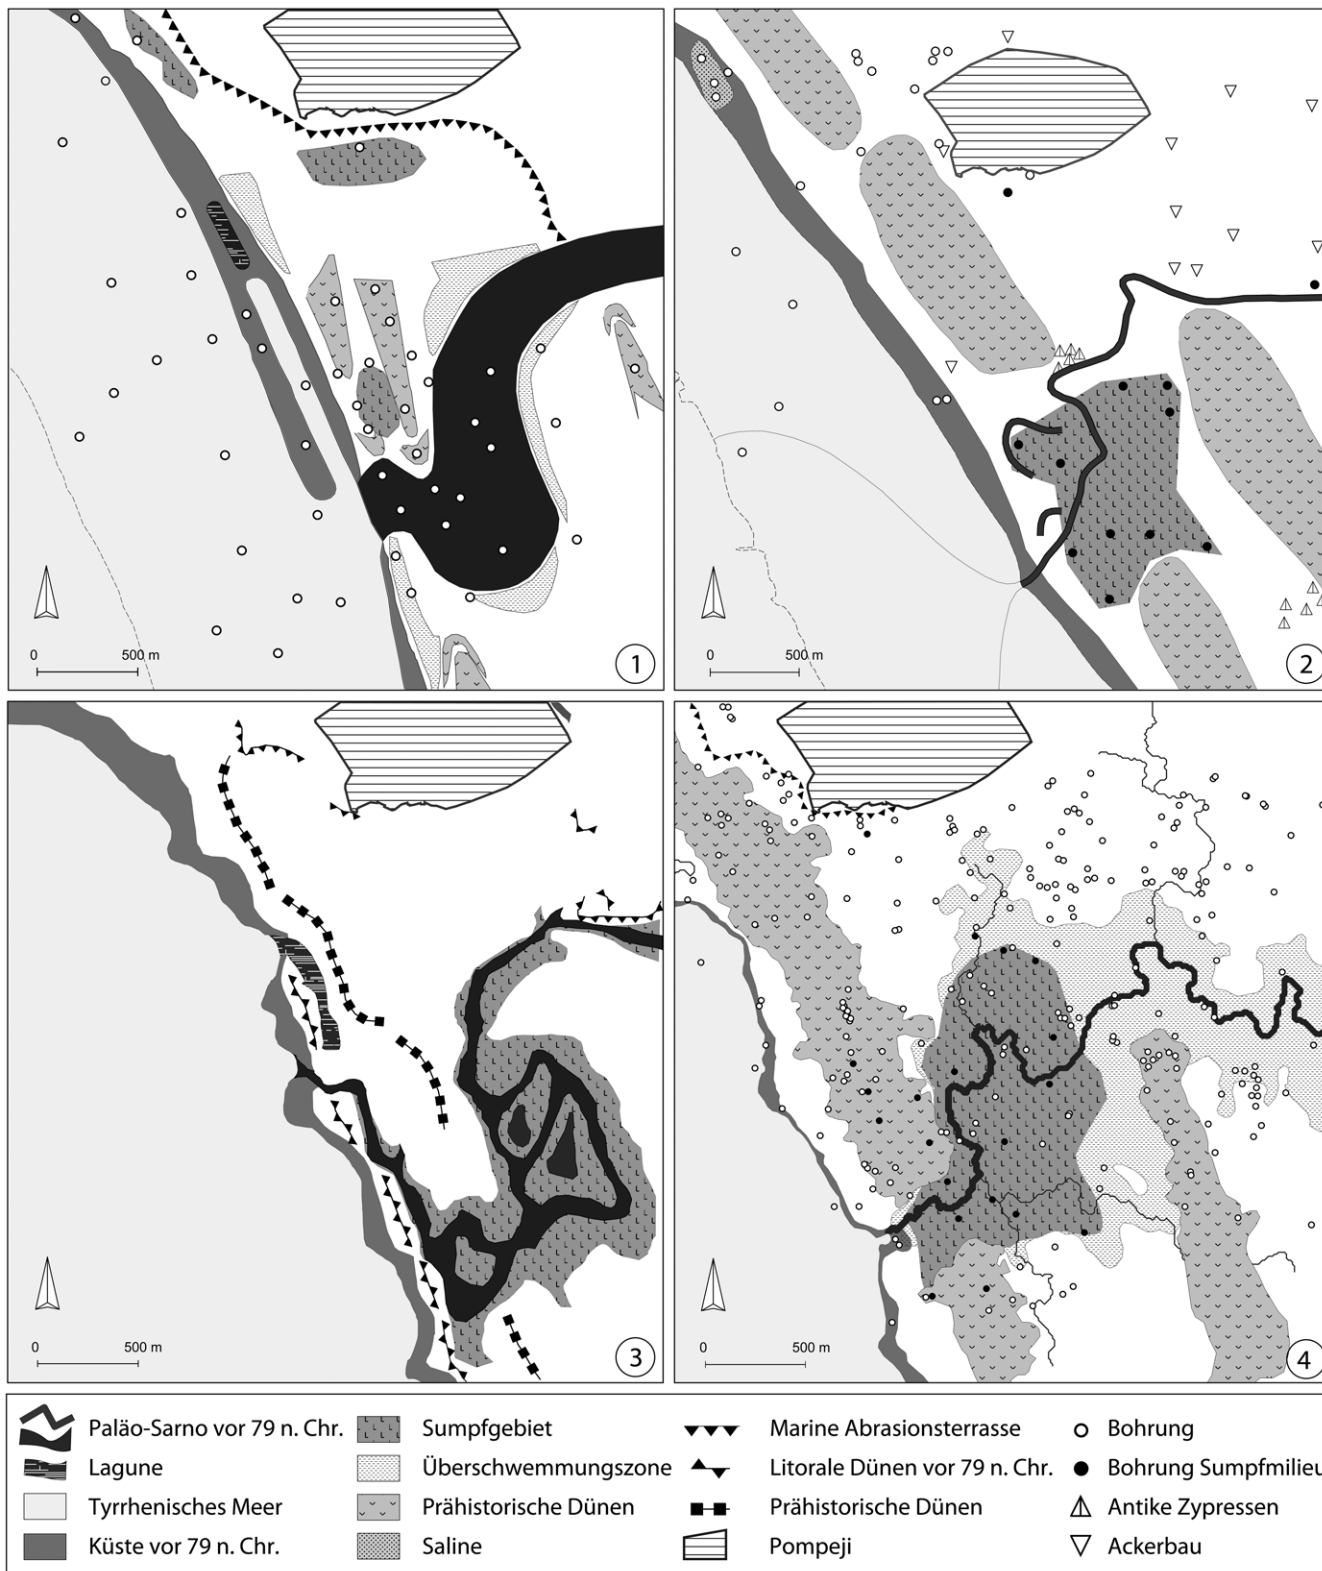 0 500 m
1
0 500 m
2
0 500 m
3
0 500 m
4
Paläo-Sarno vor 79 n. Chr.
Lagune
Tyrrhenisches Meer
Küste vor 79 n. Chr.
Sumpfgebiet
Überschwemmungszone
Prähistorische Dünen
Saline
Marine Abrasionsterrasse
Litorale Dünen vor 79 n. Chr.
Prähistorische Dünen
Pompeji
Bohrung
Bohrung Sumpfmilieu
Antike Zypressen
Ackerbau